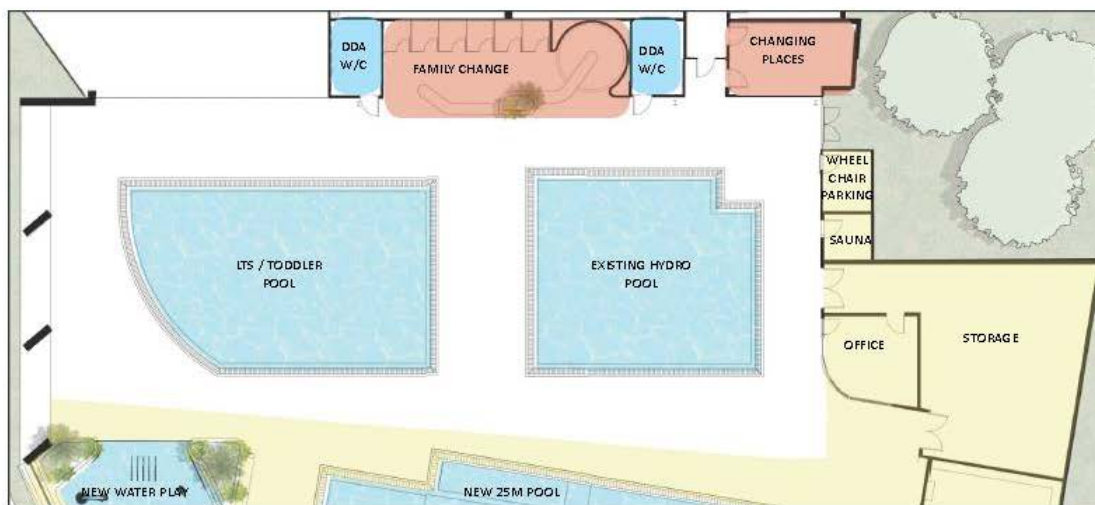 DDA
W/C
FAMILY CHANGE
DDA
W/C
CHANGING
PLACES
WHEEL
CHAIR
PARKING
SAUNA
LTS / TODDLER
POOL
EXISTING HYDRO
POOL
OFFICE
STORAGE
NEW WATER PLAY
NEW 25M POOL